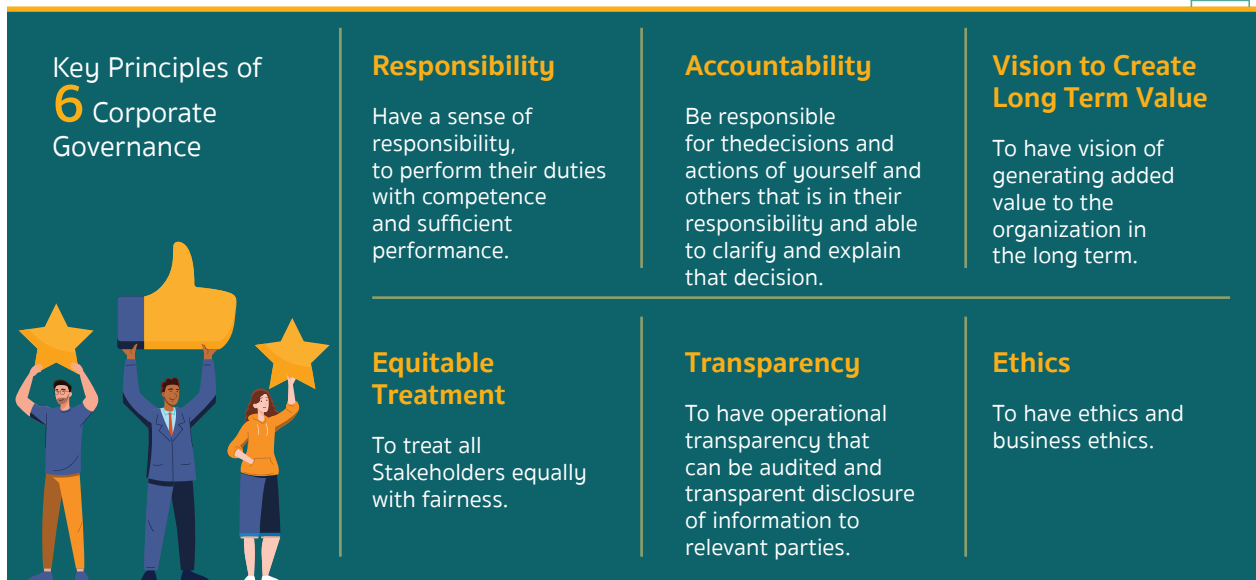 Key Principles of
6 Corporate
Governance
Responsibility
Have a sense of
responsibility,
to perform their duties
with competence
and sufficient
performance.
Accountability
Be responsible
for thedecisions and
actions of yourself and
others that is in their
responsibility and able
to clarify and explain
that decision.
Vision to Create
Long Term Value
To have vision of
generating added
value to the
organization in
the long term.
Equitable
Treatment
To treat all
Stakeholders equally
with fairness.
Transparency
To have operational
transparency that
can be audited and
transparent disclosure
of information to
relevant parties.
Ethics
To have ethics and
business ethics.